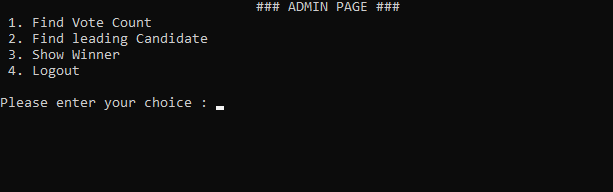 ### ADMIN PAGE ###
1. Find Vote Count
2. Find leading Candidate
3. Show Winner
4. Logout
Please enter your choice :